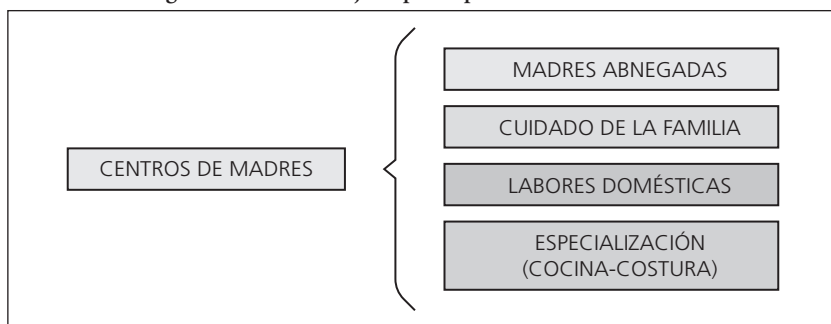 CENTROS DE MADRES
MADRES ABNEGADAS
CUIDADO DE LA FAMILIA
LABORES DOMÉSTICAS
ESPECIALIZACIÓN
(COCINA-COSTURA)